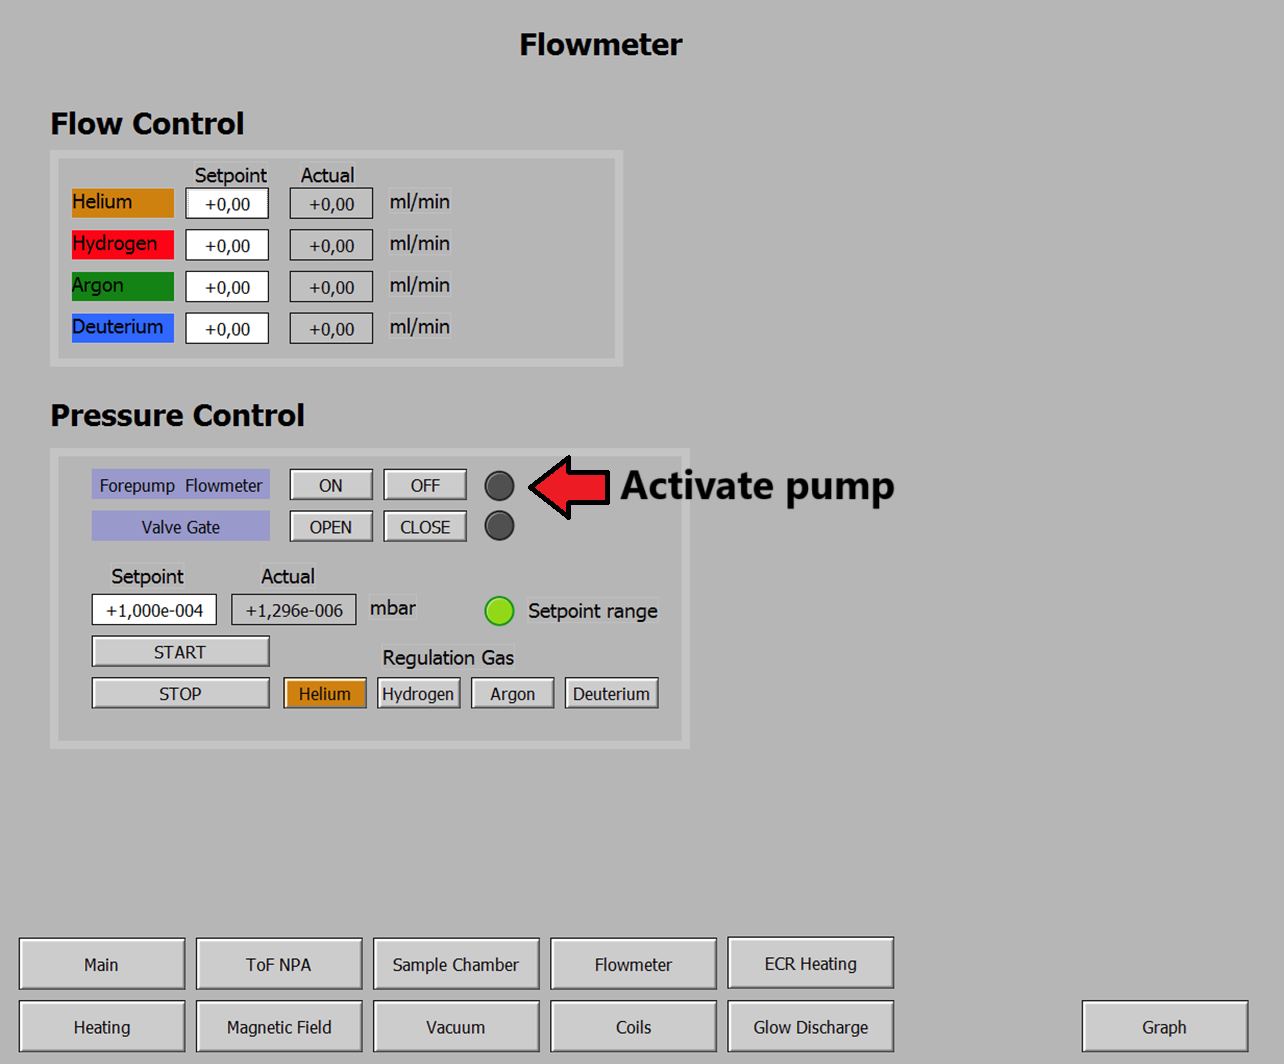 Flowmeter
Flow Control
Setpoint Actual
Helium +0,00 +0,00 ml/min
Hydrogen +0,00 +0,00 ml/min
Argon +0,00 +0,00 ml/min
Deuterium +0,00 +0,00 ml/min
Pressure Control
Forepump Flowmeter ON OFF Activate pump
Valve Gate OPEN CLOSE
Setpoint Actual
+1,000e-004 +1,296e-006 mbar Setpoint range
START
Regulation Gas
STOP Helium Hydrogen Argon Deuterium
Main ToF NPA Sample Chamber Flowmeter ECR Heating
Heating Magnetic Field Vacuum Coils Glow Discharge Graph